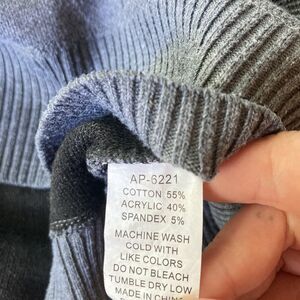 AP-6221
COTTON 55%
ACRYLIC 40%
SPANDEX 5%
MACHINE WASH
COLD WITH
LIKE COLORS
DO NOT BLEACH
TUMBLE DRY LOW
MADE IN CHINA